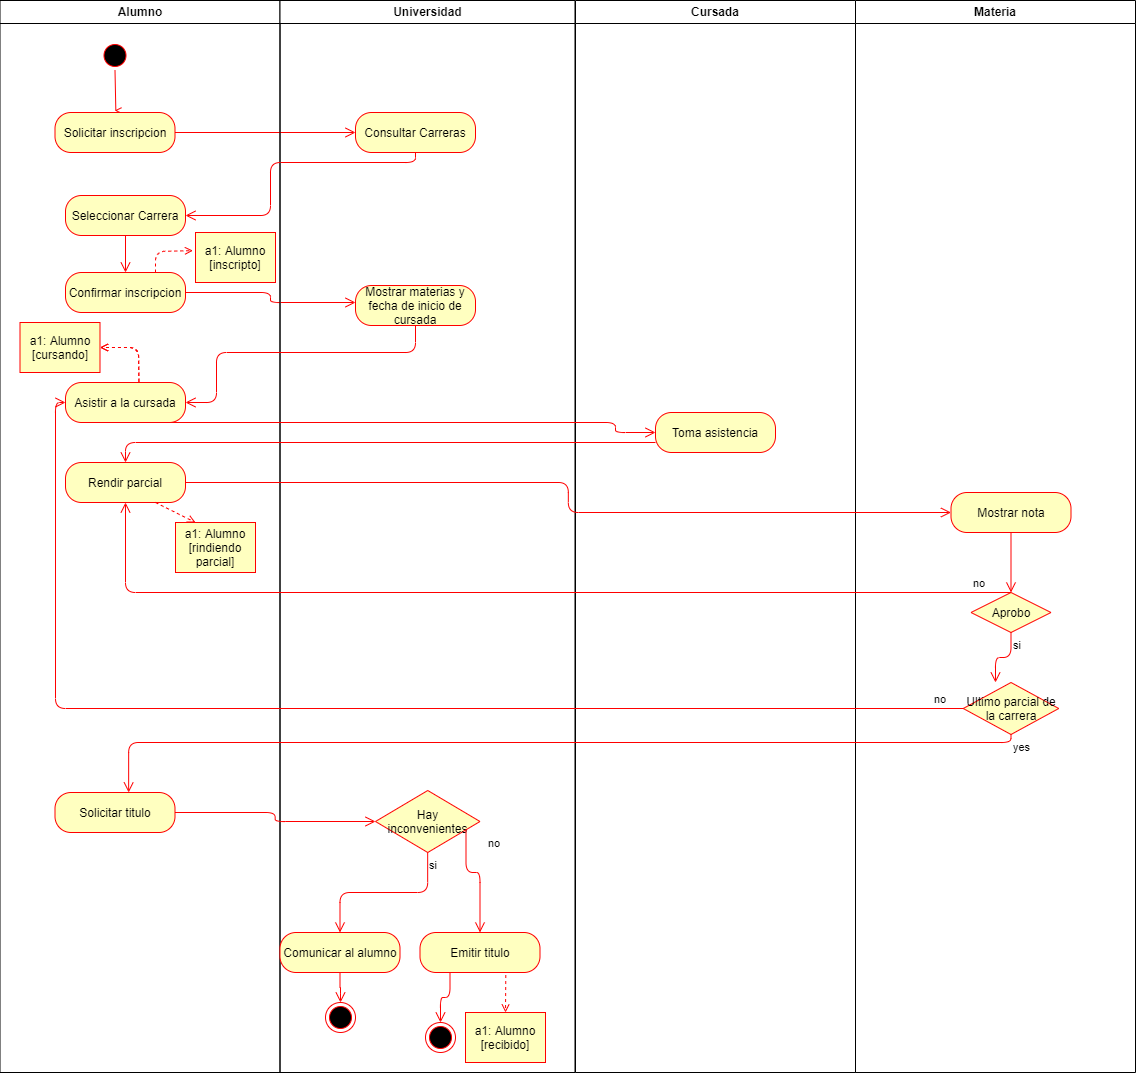 Alumno
Universidad
Cursada
Materia
Solicitar inscripcion
Consultar Carreras
Seleccionar Carrera
a1: Alumno
[inscripto]
Confirmar inscripcion
Mostrar materias y
fecha de inicio de
cursada
a1: Alumno
[cursando]
Asistir a la cursada
Toma asistencia
Rendir parcial
Mostrar nota
a1: Alumno
[rindiendo
parcial]
no
Aprobo
si
no
Ultimo parcial de
la carrera
yes
Solicitar titulo
Hay
inconvenientes
no
si
Comunicar al alumno
Emitir titulo
a1: Alumno
[recibido]